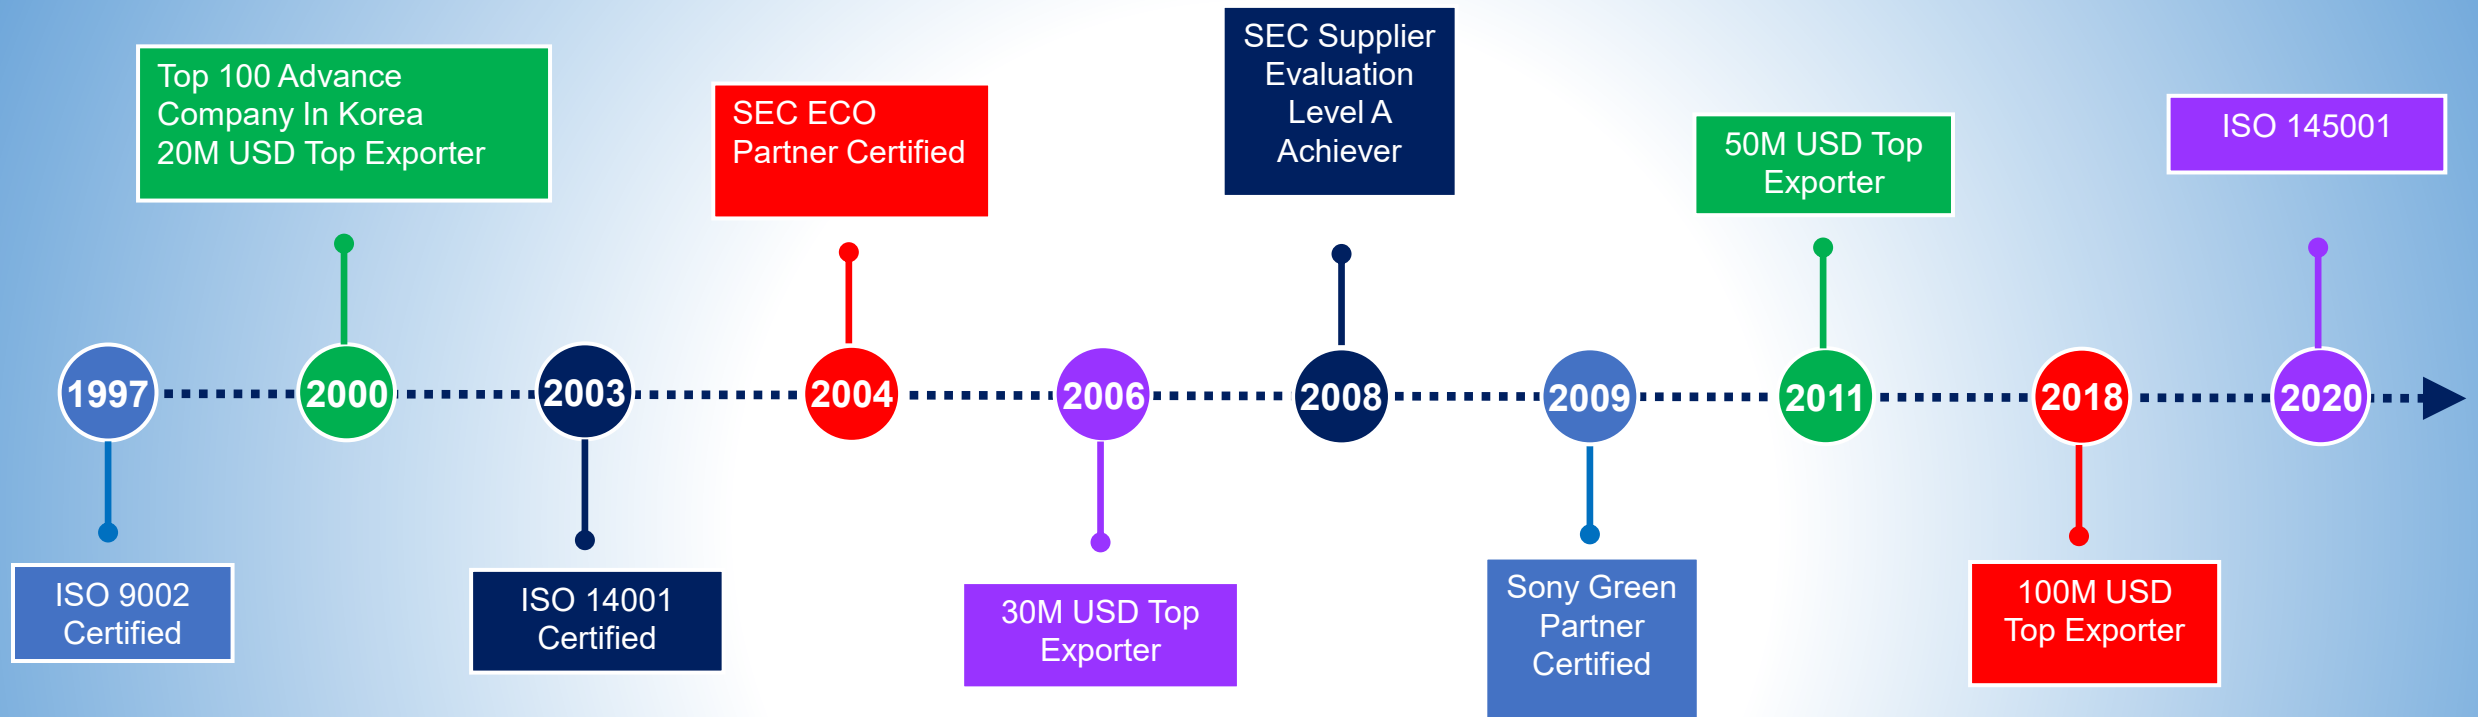 Top 100 Advance
Company In Korea
20M USD Top Exporter
SEC ECO
Partner Certified
SEC Supplier
Evaluation
Level A
Achiever
50M USD Top
Exporter
ISO 145001
1997
2000
2003
2004
2006
2008
2009
2011
2018
2020
ISO 9002
Certified
ISO 14001
Certified
30M USD Top
Exporter
Sony Green
Partner
Certified
100M USD
Top Exporter